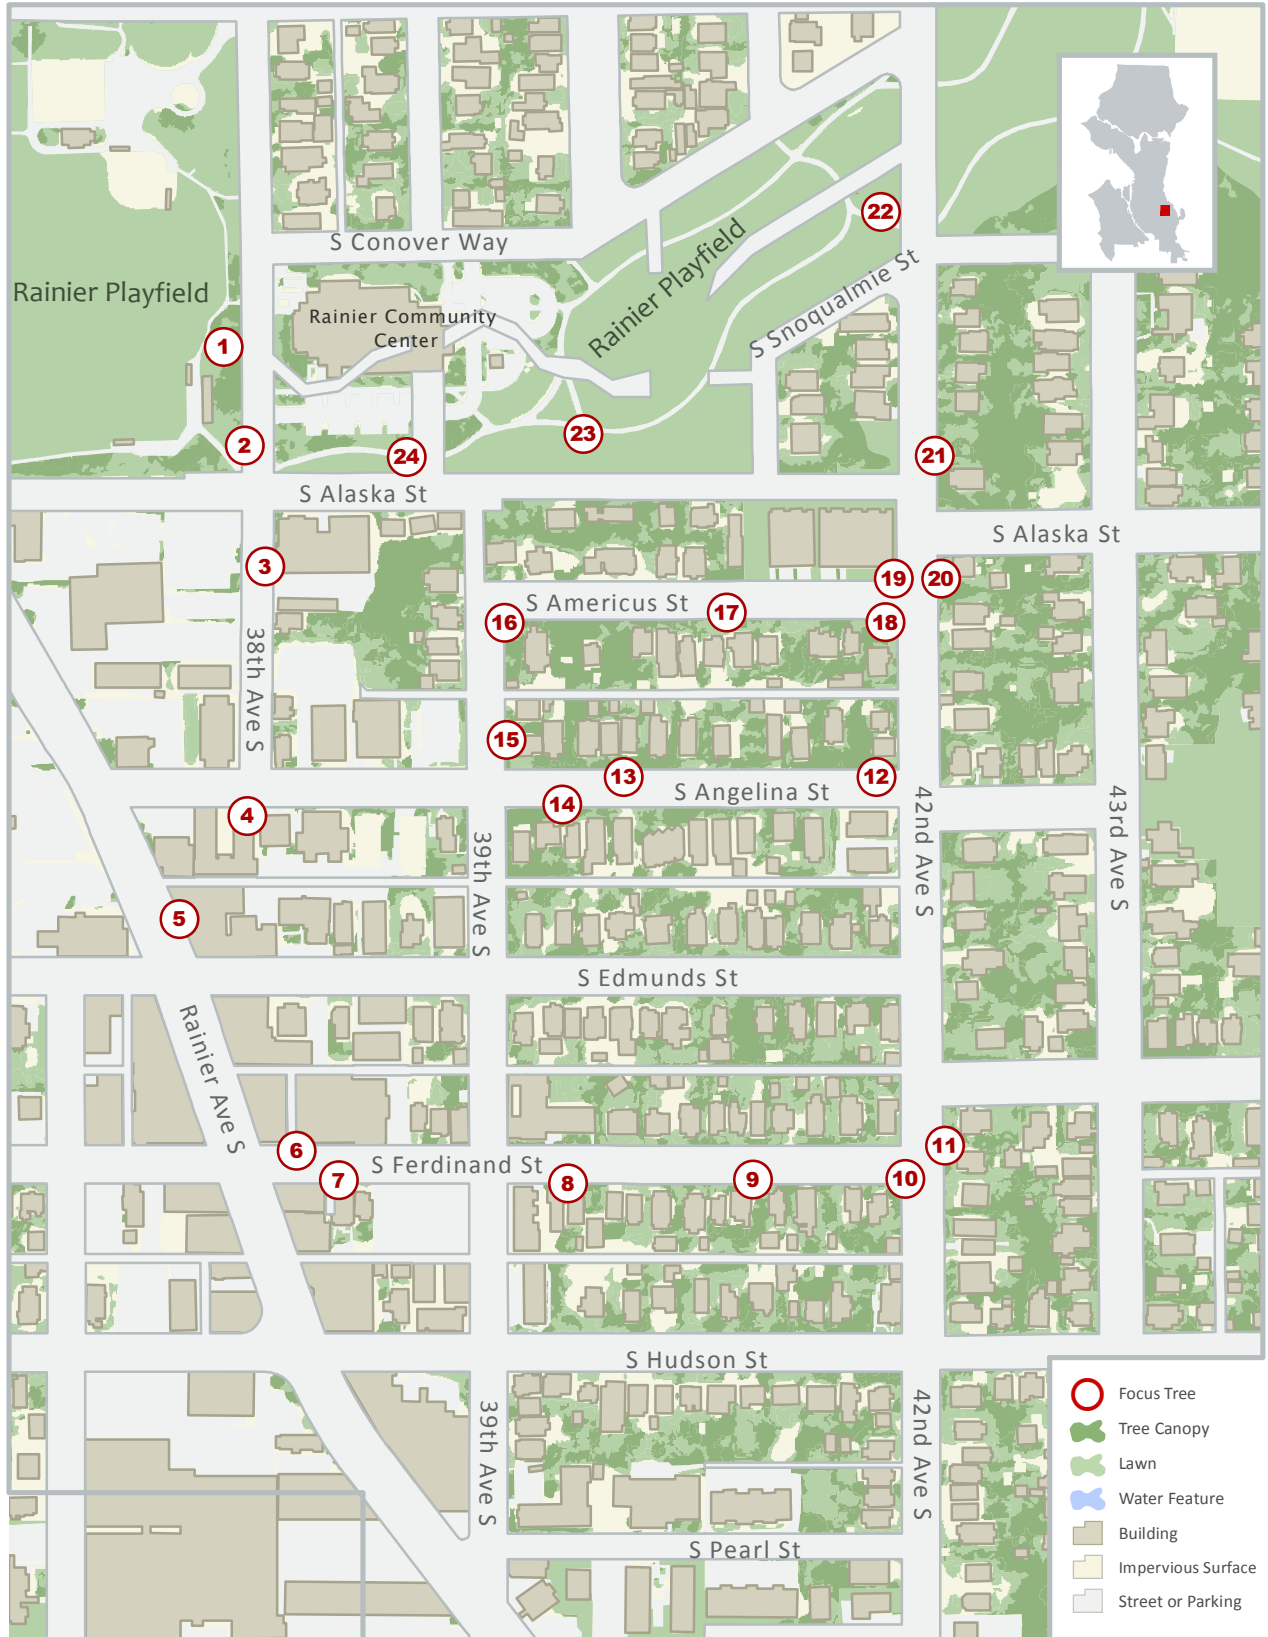 22
S Conover Way
Rainier Playfield
S Snoqualmie St
Rainier Playfield
Rainier Community
Center
1
2
23
24
21
S Alaska St
S Alaska St
3
19
20
S Americus St
16
17
18
38th Ave S
15
13
12
S Angelina St
14
4
42nd Ave S
43rd Ave S
39th Ave S
5
S Edmunds St
Rainier Ave S
6
11
S Ferdinand St
7
8
9
10
S Hudson St
39th Ave S
42nd Ave S
S Pearl St
Focus Tree
Tree Canopy
Lawn
Water Feature
Building
Impervious Surface
Street or Parking